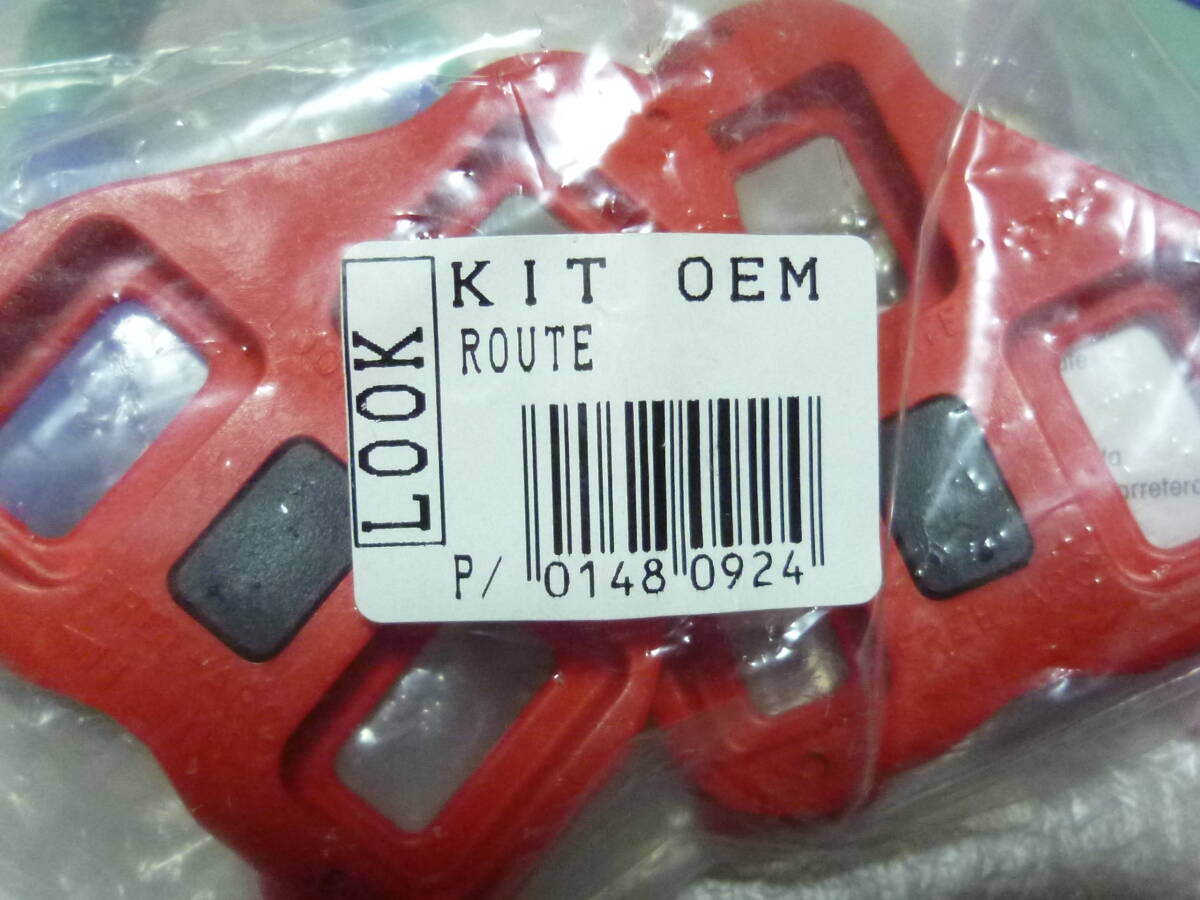 LOOK
KIT OEM
ROUTE
P/ 0148 0924